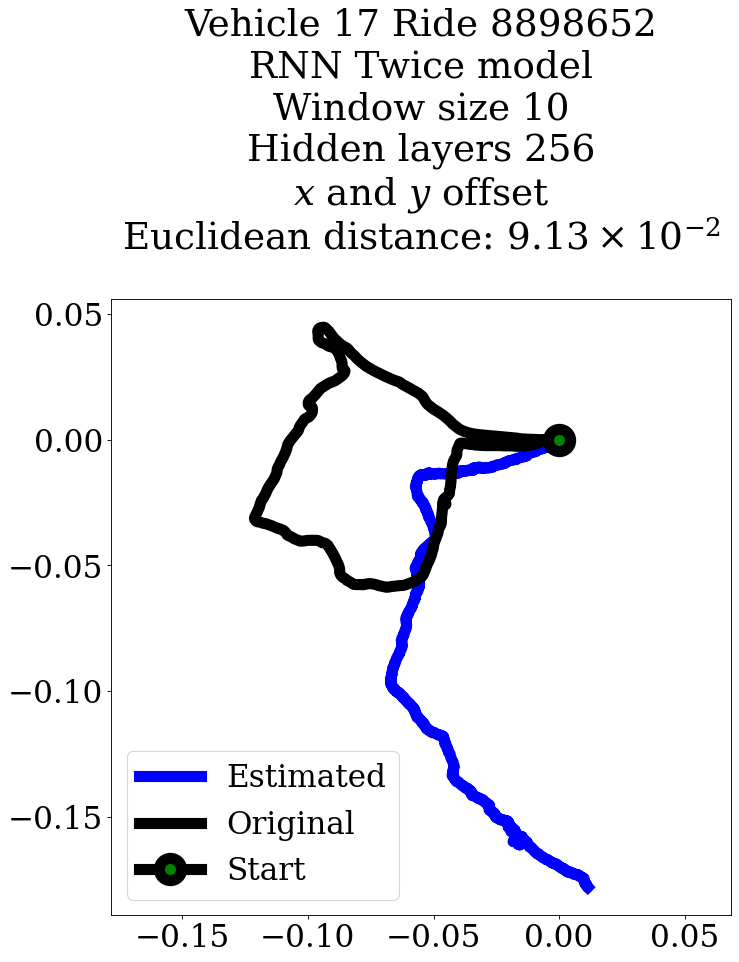 Vehicle 17 Ride 8898652
RNN Twice model
Window size 10
Hidden layers 256
x and y offset
Euclidean distance: 9.13 × 10⁻²
0.05
0.00
−0.05
−0.10
−0.15
Estimated
Original
Start
−0.15 −0.10 −0.05 0.00 0.05